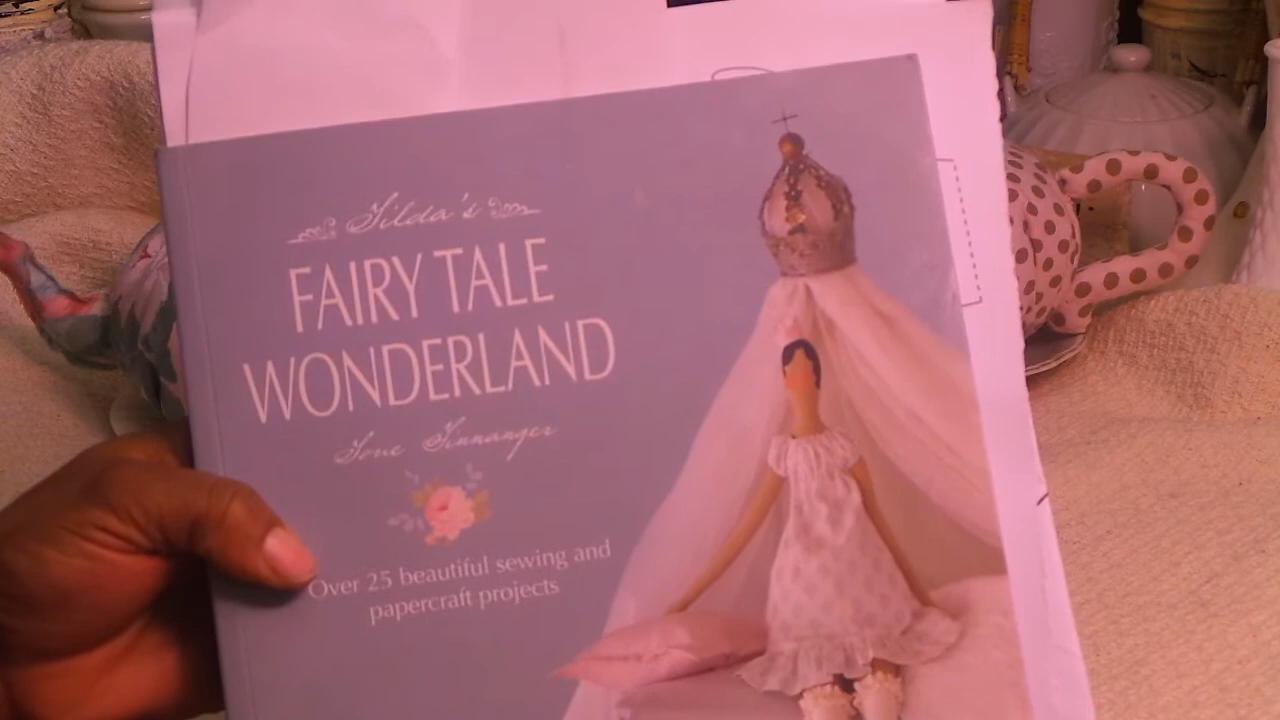 Tilda's
FAIRY TALE
WONDERLAND
Tone Finnanger
Over 25 beautiful sewing and
papercraft projects